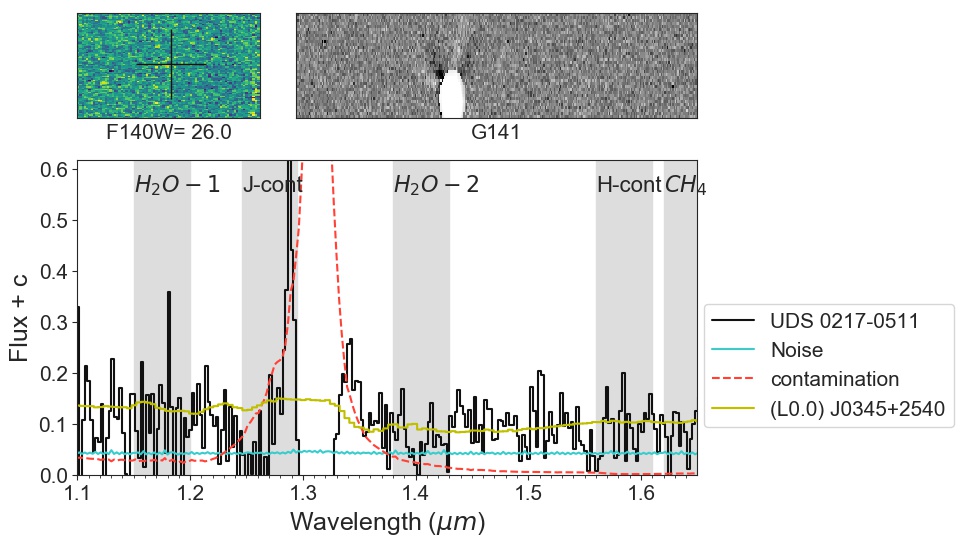 F140W= 26.0
G141
H₂O − 1
J-cont
H₂O − 2
H-cont
CH₄
0.6
0.5
0.4
0.3
0.2
0.1
0.0
Flux + c
1.1
1.2
1.3
1.4
1.5
1.6
Wavelength (μm)
UDS 0217-0511
Noise
contamination
(L0.0) J0345+2540